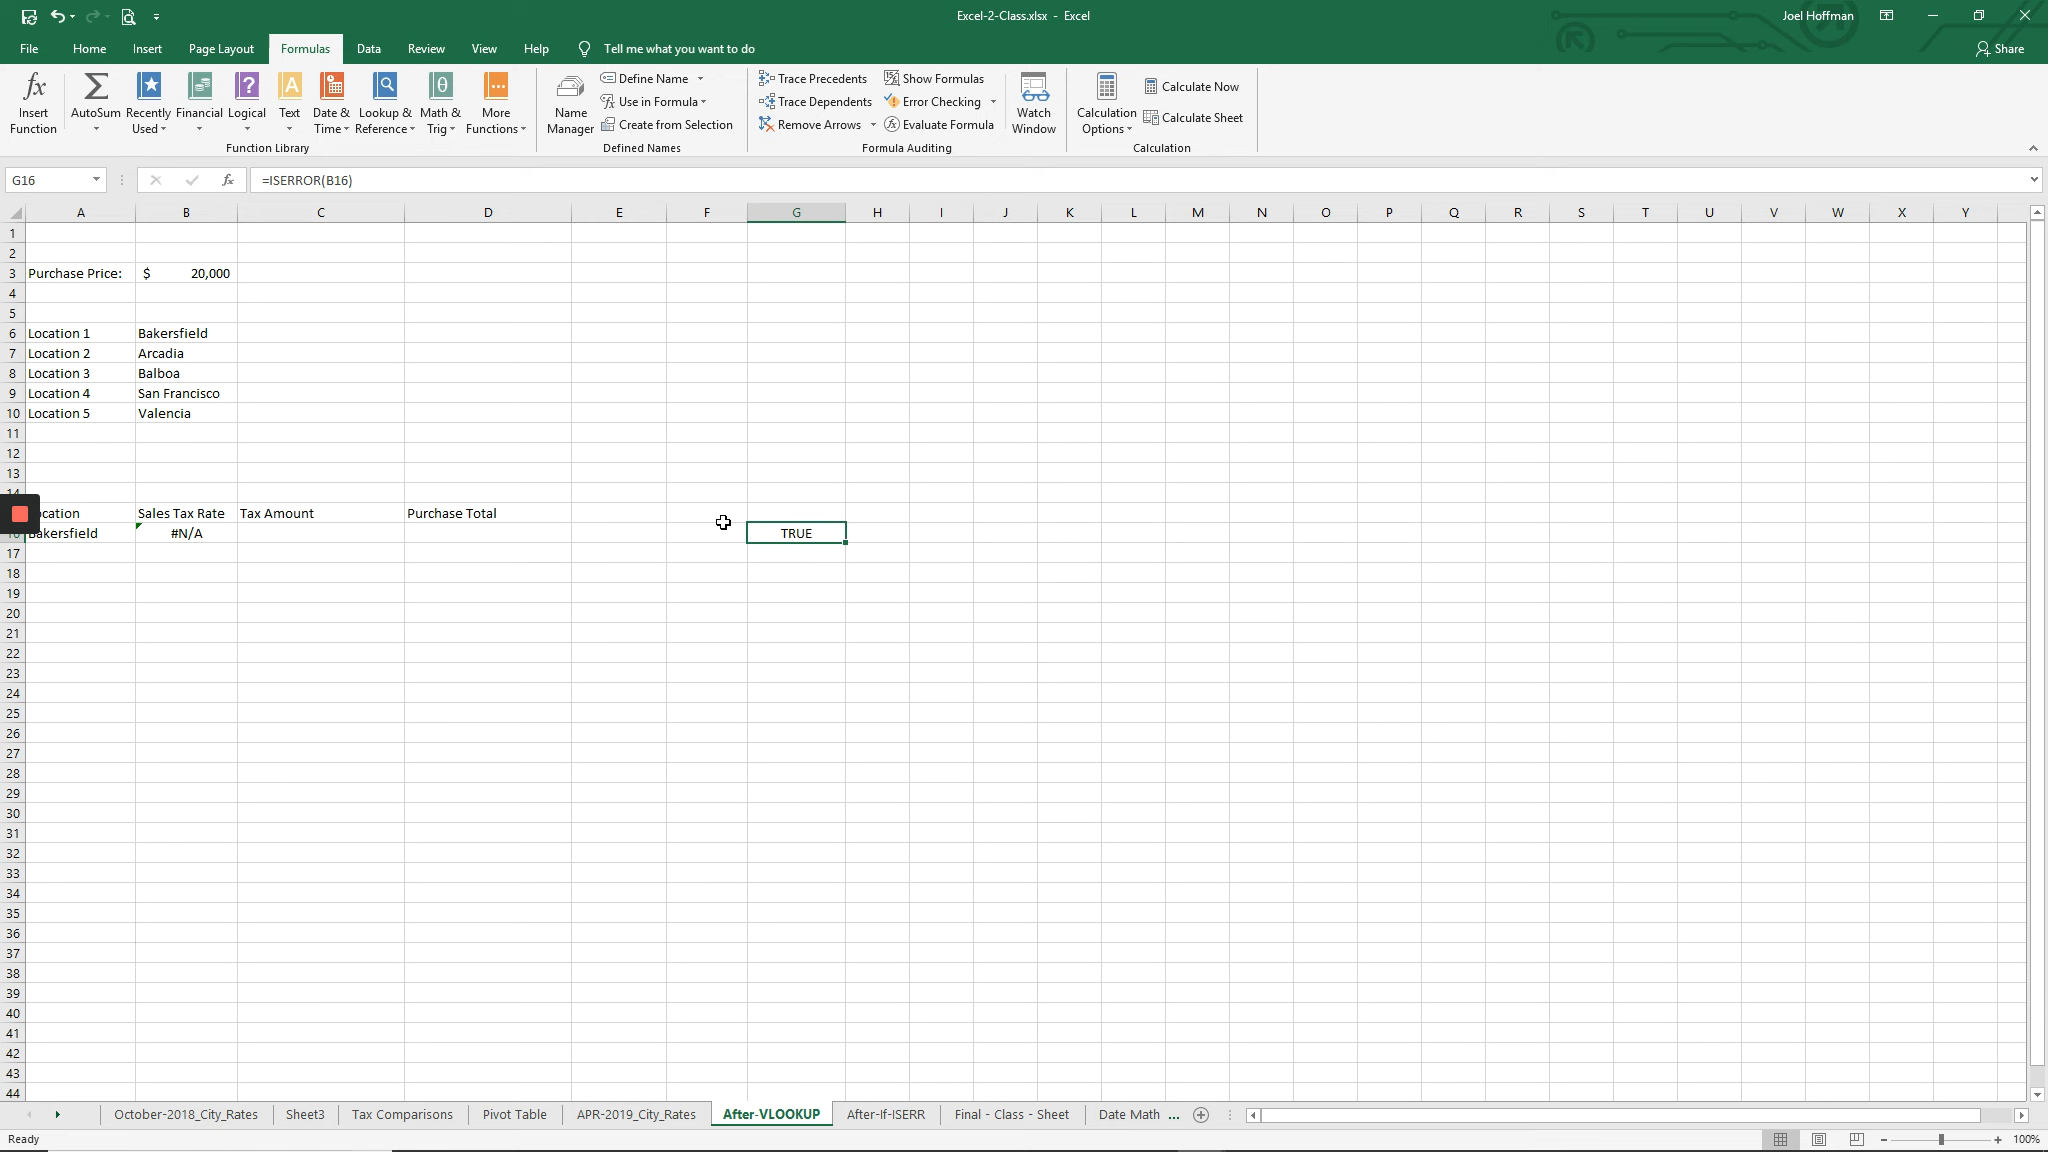 Excel-2-Class.xlsx - Excel
Joel Hoffman
File Home Insert Page Layout Formulas Data Review View Help Tell me what you want to do Share
Insert Function
AutoSum
Recently Used
Financial
Logical
Text
Date & Time
Lookup & Reference
Math & Trig
More Functions
Function Library
Name Manager
Define Name
Use in Formula
Create from Selection
Defined Names
Trace Precedents
Trace Dependents
Remove Arrows
Show Formulas
Error Checking
Evaluate Formula
Formula Auditing
Watch Window
Calculation Options
Calculate Now
Calculate Sheet
Calculation
G16 fx =ISERROR(B16)
A B C D E F G H I J K L M N O P Q R S T U V W X Y
1
2
3 Purchase Price: $ 20,000
4
5
6 Location 1 Bakersfield
7 Location 2 Arcadia
8 Location 3 Balboa
9 Location 4 San Francisco
10 Location 5 Valencia
11
12
13
14
Sales Tax Rate Tax Amount Purchase Total
Bakersfield #N/A TRUE
17
18
19
20
21
22
23
24
25
26
27
28
29
30
31
32
33
34
35
36
37
38
39
40
41
42
43
44
October-2018_City_Rates Sheet3 Tax Comparisons Pivot Table APR-2019_City_Rates After-VLOOKUP After-If-ISERR Final - Class - Sheet Date Math ...
Ready 100%